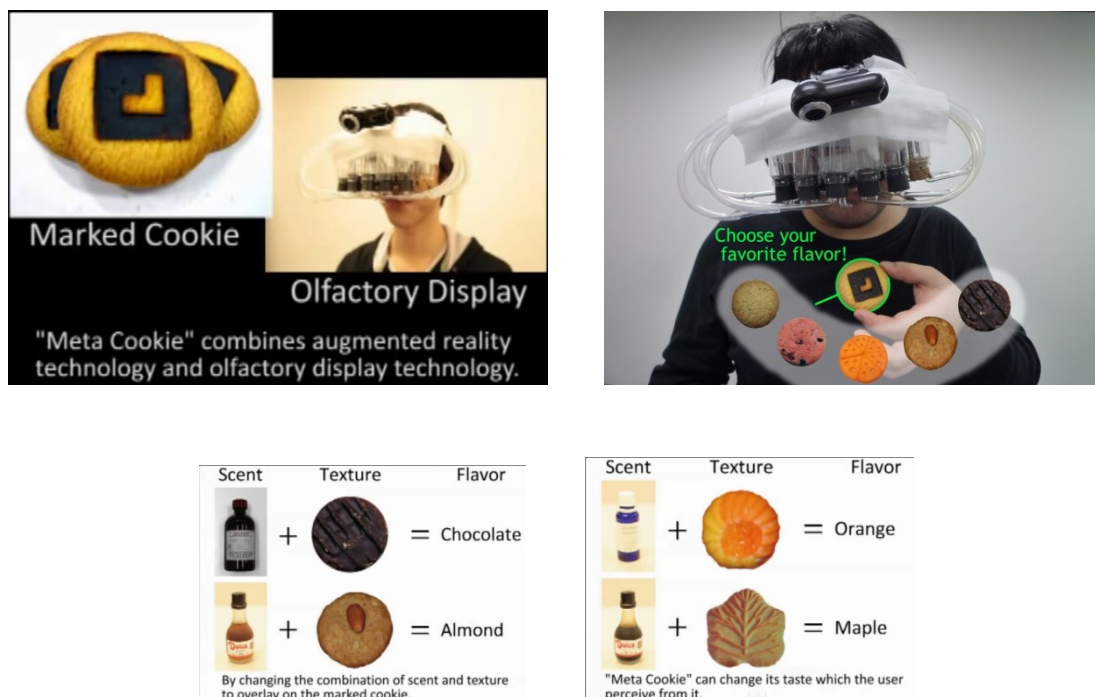 Marked Cookie
Olfactory Display
"Meta Cookie" combines augmented reality
technology and olfactory display technology.
Choose your
favorite flavor!
Scent Texture Flavor
+ = Chocolate
+ = Almond
By changing the combination of scent and texture
to overlay on the marked cookie.
Scent Texture Flavor
+ = Orange
+ = Maple
"Meta Cookie" can change its taste which the user
perceive from it.